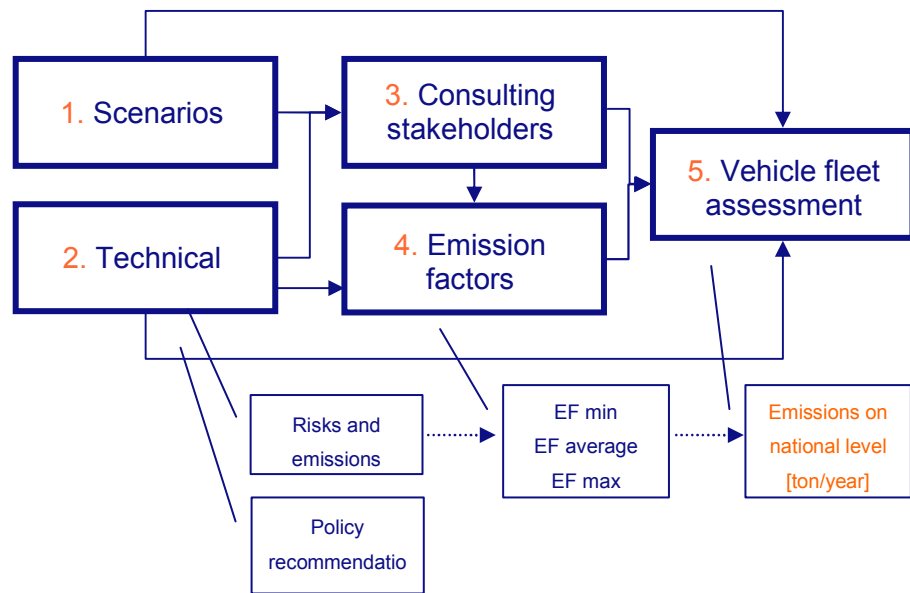 1. Scenarios
3. Consulting
stakeholders
5. Vehicle fleet
assessment
2. Technical
4. Emission
factors
Risks and
emissions
EF min
EF average
EF max
Emissions on
national level
[ton/year]
Policy
recommendatio